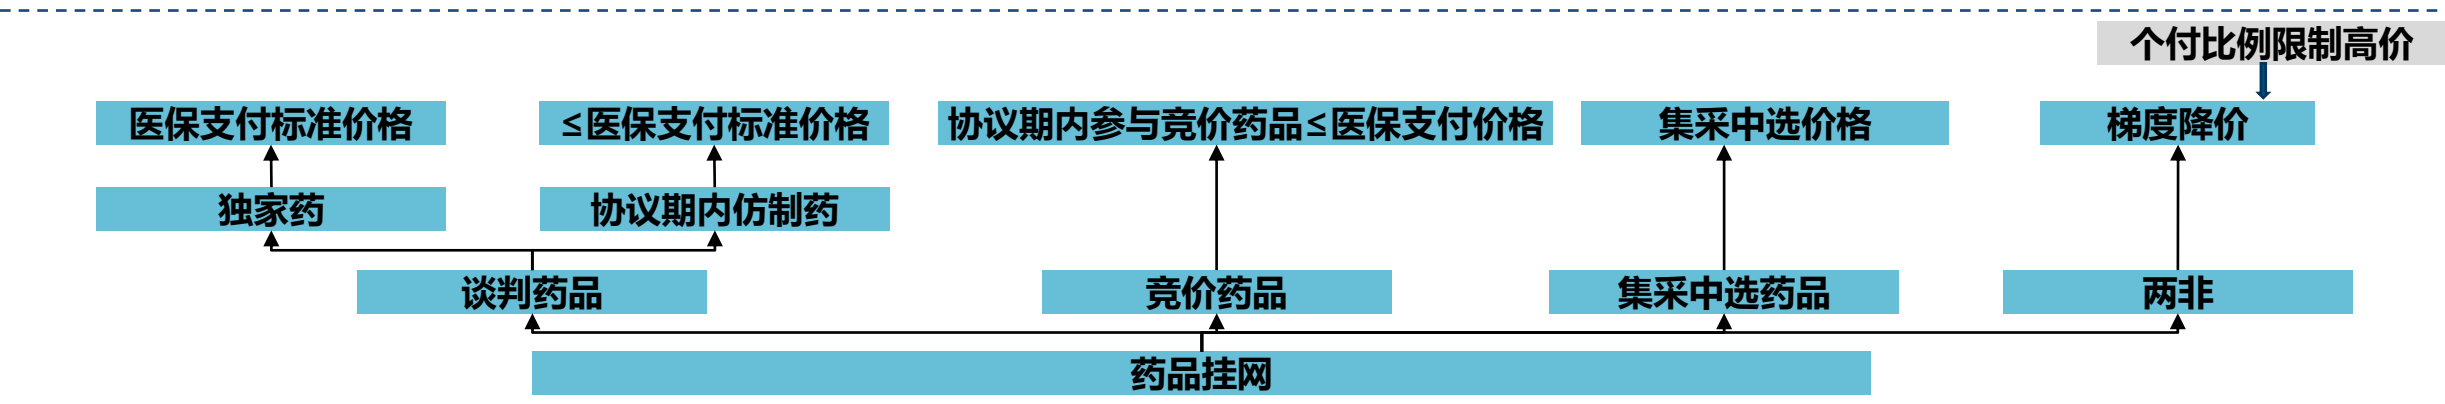 个付比例限制高价
医保支付标准价格
≤医保支付标准价格
协议期内参与竞价药品≤医保支付价格
集采中选价格
梯度降价
独家药
协议期内仿制药
谈判药品
竞价药品
集采中选药品
两非
药品挂网